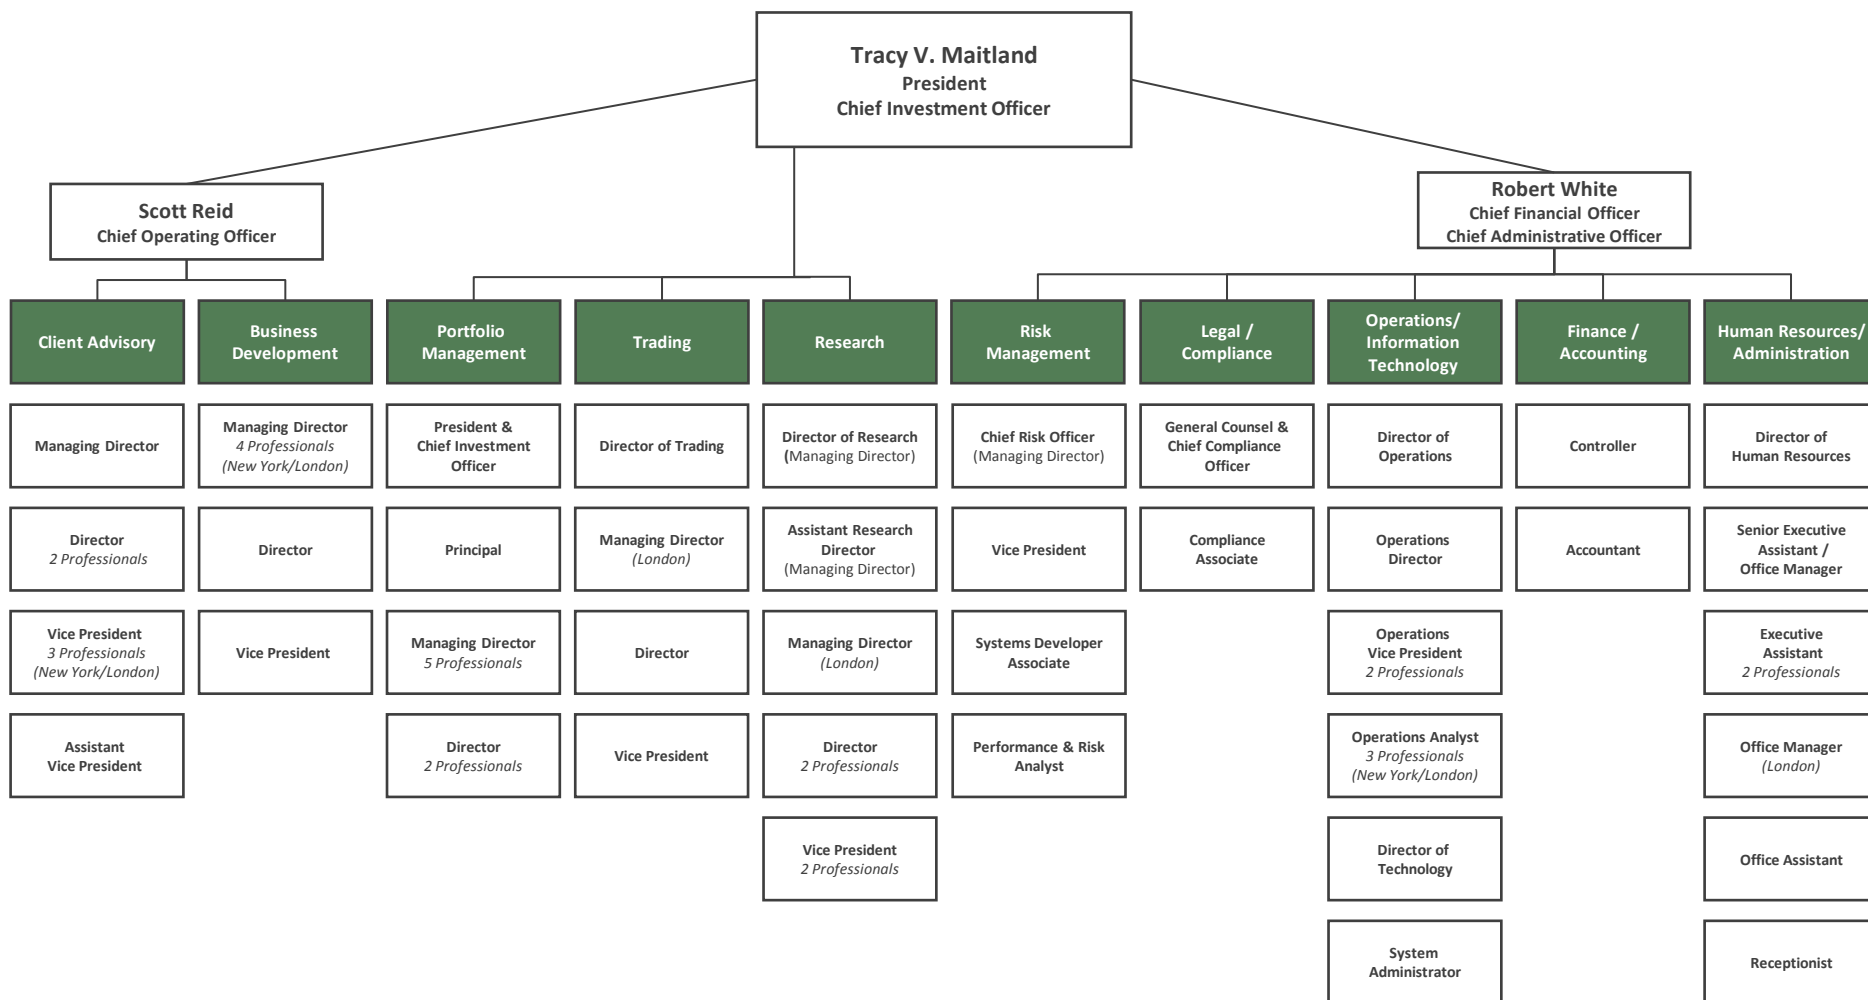 Tracy V. Maitland
President
Chief Investment Officer
Scott Reid
Chief Operating Officer
Robert White
Chief Financial Officer
Chief Administrative Officer
Client Advisory
Managing Director
Director
2 Professionals
Vice President
3 Professionals
(New York/London)
Assistant
Vice President
Business
Development
Managing Director
4 Professionals
(New York/London)
Director
Vice President
Portfolio
Management
President &
Chief Investment
Officer
Principal
Managing Director
5 Professionals
Director
2 Professionals
Trading
Director of Trading
Managing Director
(London)
Director
Vice President
Research
Director of Research
(Managing Director)
Assistant Research
Director
(Managing Director)
Managing Director
(London)
Director
2 Professionals
Vice President
2 Professionals
Risk
Management
Chief Risk Officer
(Managing Director)
Vice President
Systems Developer
Associate
Performance & Risk
Analyst
Legal /
Compliance
General Counsel &
Chief Compliance
Officer
Compliance
Associate
Operations/
Information
Technology
Director of
Operations
Operations
Director
Operations
Vice President
2 Professionals
Operations Analyst
3 Professionals
(New York/London)
Director of
Technology
System
Administrator
Finance /
Accounting
Controller
Accountant
Human Resources/
Administration
Director of
Human Resources
Senior Executive
Assistant /
Office Manager
Executive
Assistant
2 Professionals
Office Manager
(London)
Office Assistant
Receptionist